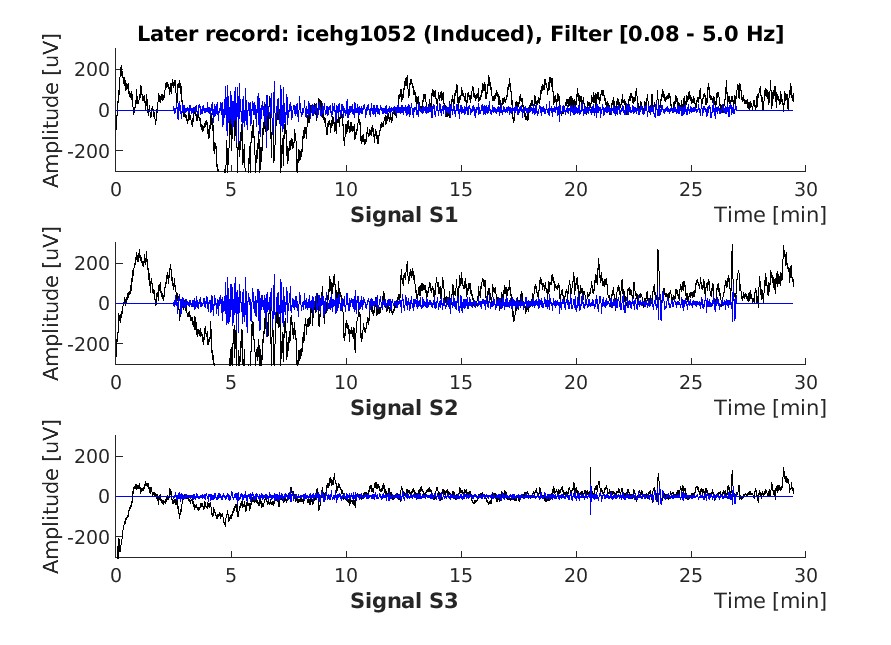 Later record: icehg1052 (Induced), Filter [0.08 - 5.0 Hz]
Amplitude [uV]
200
0
-200
0 5 10 15 20 25 30
Signal S1 Time [min]
Amplitude [uV]
200
0
-200
0 5 10 15 20 25 30
Signal S2 Time [min]
Amplitude [uV]
200
0
-200
0 5 10 15 20 25 30
Signal S3 Time [min]